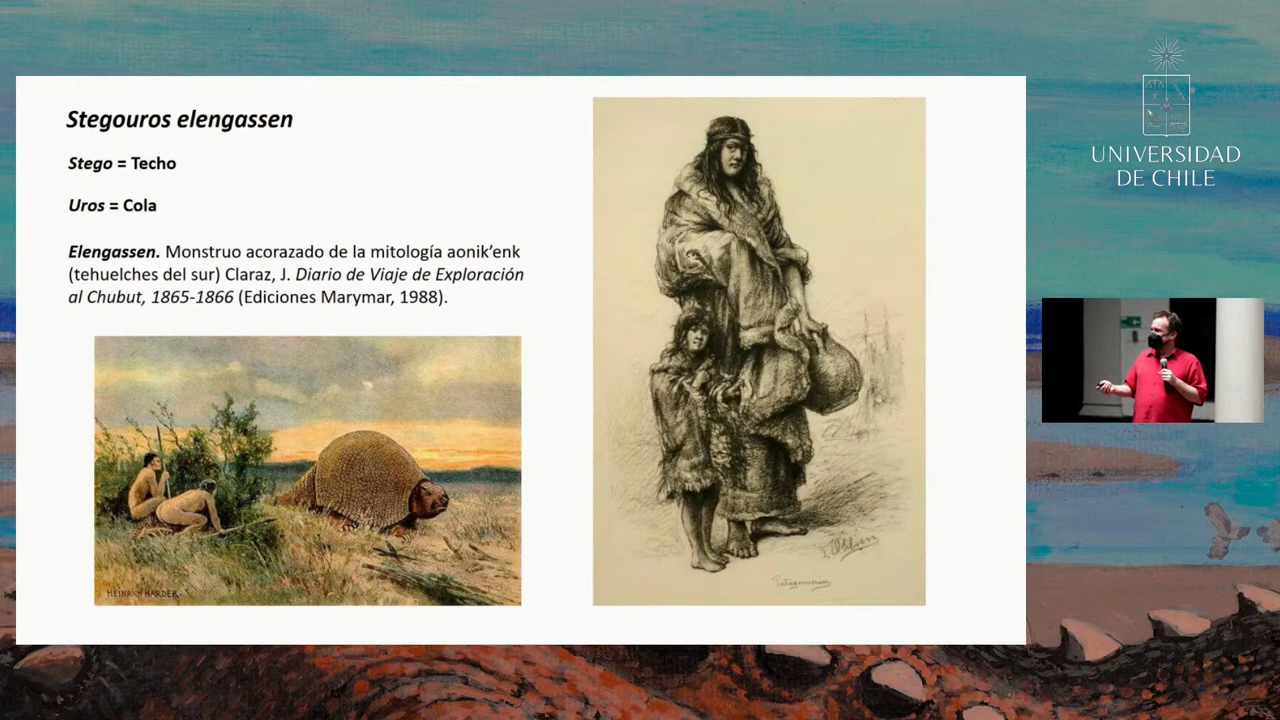 Stegouros elengassen
Stego = Techo
Uros = Cola
Elengassen. Monstruo acorazado de la mitología aonik’enk
(tehuelches del sur) Claraz, J. Diario de Viaje de Exploración
al Chubut, 1865-1866 (Ediciones Marymar, 1988).
HEINRICH HARDER
UNIVERSIDAD
DE CHILE